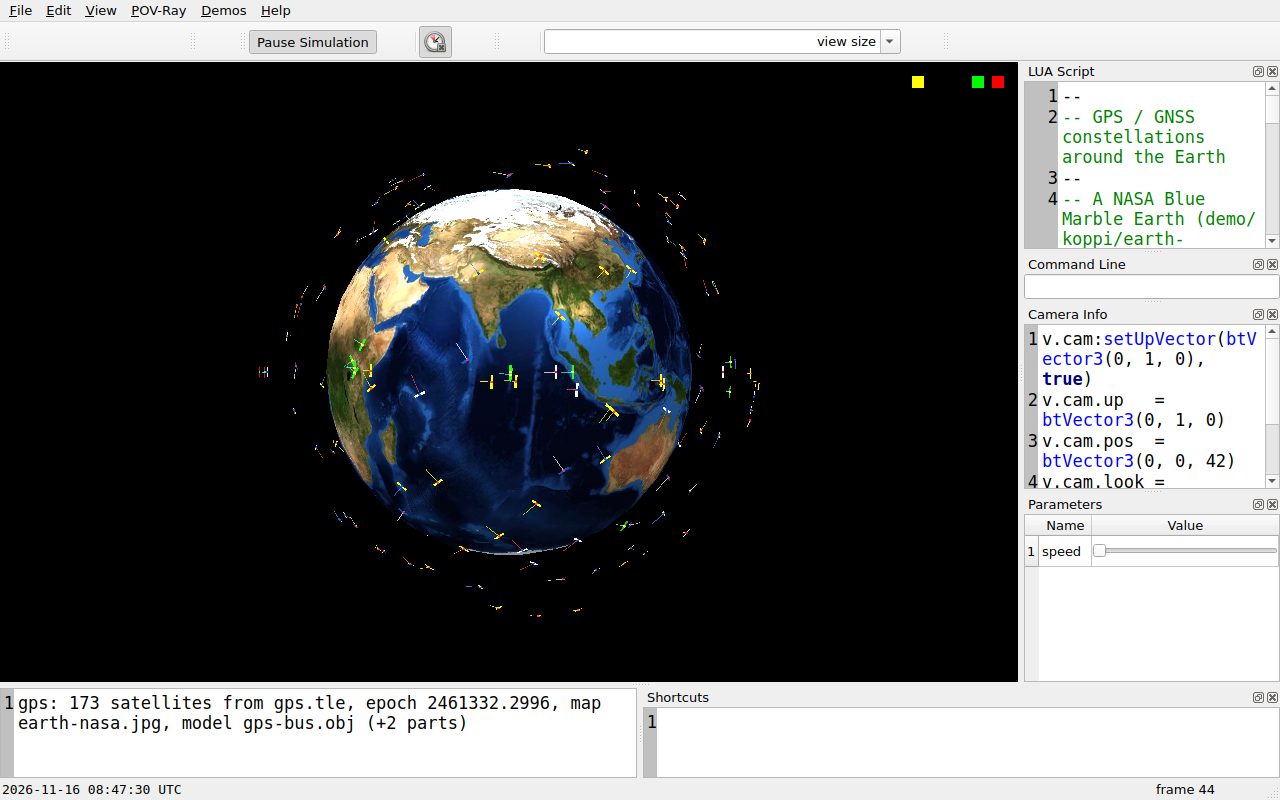 File Edit View POV-Ray Demos Help
Pause Simulation
view size
LUA Script
1 --
2 -- GPS / GNSS
constellations
around the Earth
3 --
4 -- A NASA Blue
Marble Earth (demo/
koppi/earth-
Command Line
Camera Info
1 v.cam:setUpVector(btV
ector3(0, 1, 0),
true)
2 v.cam.up   =
btVector3(0, 1, 0)
3 v.cam.pos  =
btVector3(0, 0, 42)
4 v.cam.look =
Parameters
Name Value
1 speed
1 gps: 173 satellites from gps.tle, epoch 2461332.2996, map
earth-nasa.jpg, model gps-bus.obj (+2 parts)
Shortcuts
1
2026-11-16 08:47:30 UTC
frame 44